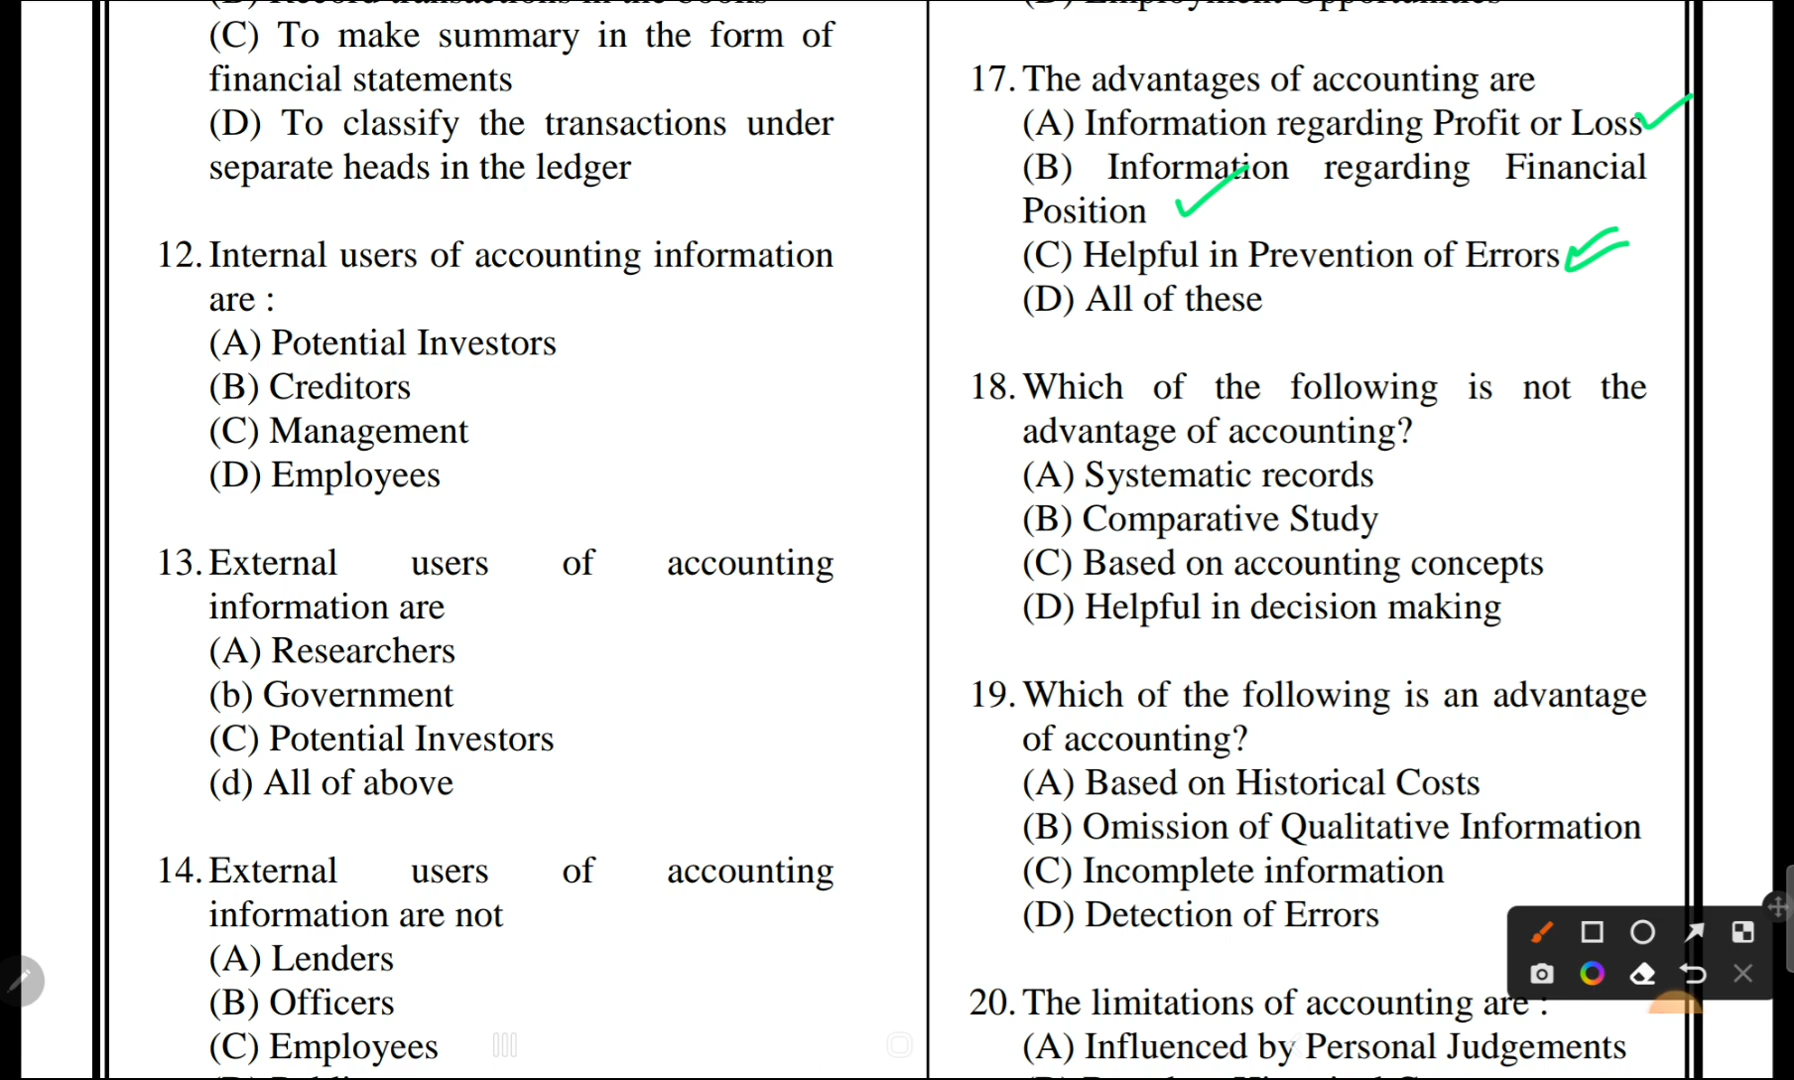 (B) Record transactions in the books
(C) To make summary in the form of
financial statements
(D) To classify the transactions under
separate heads in the ledger
12. Internal users of accounting information
are :
(A) Potential Investors
(B) Creditors
(C) Management
(D) Employees
13. External users of accounting
information are
(A) Researchers
(b) Government
(C) Potential Investors
(d) All of above
14. External users of accounting
information are not
(A) Lenders
(B) Officers
(C) Employees
(D) Employment Opportunities
17. The advantages of accounting are
(A) Information regarding Profit or Loss
(B) Information regarding Financial
Position
(C) Helpful in Prevention of Errors
(D) All of these
18. Which of the following is not the
advantage of accounting?
(A) Systematic records
(B) Comparative Study
(C) Based on accounting concepts
(D) Helpful in decision making
19. Which of the following is an advantage
of accounting?
(A) Based on Historical Costs
(B) Omission of Qualitative Information
(C) Incomplete information
(D) Detection of Errors
20. The limitations of accounting are :
(A) Influenced by Personal Judgements